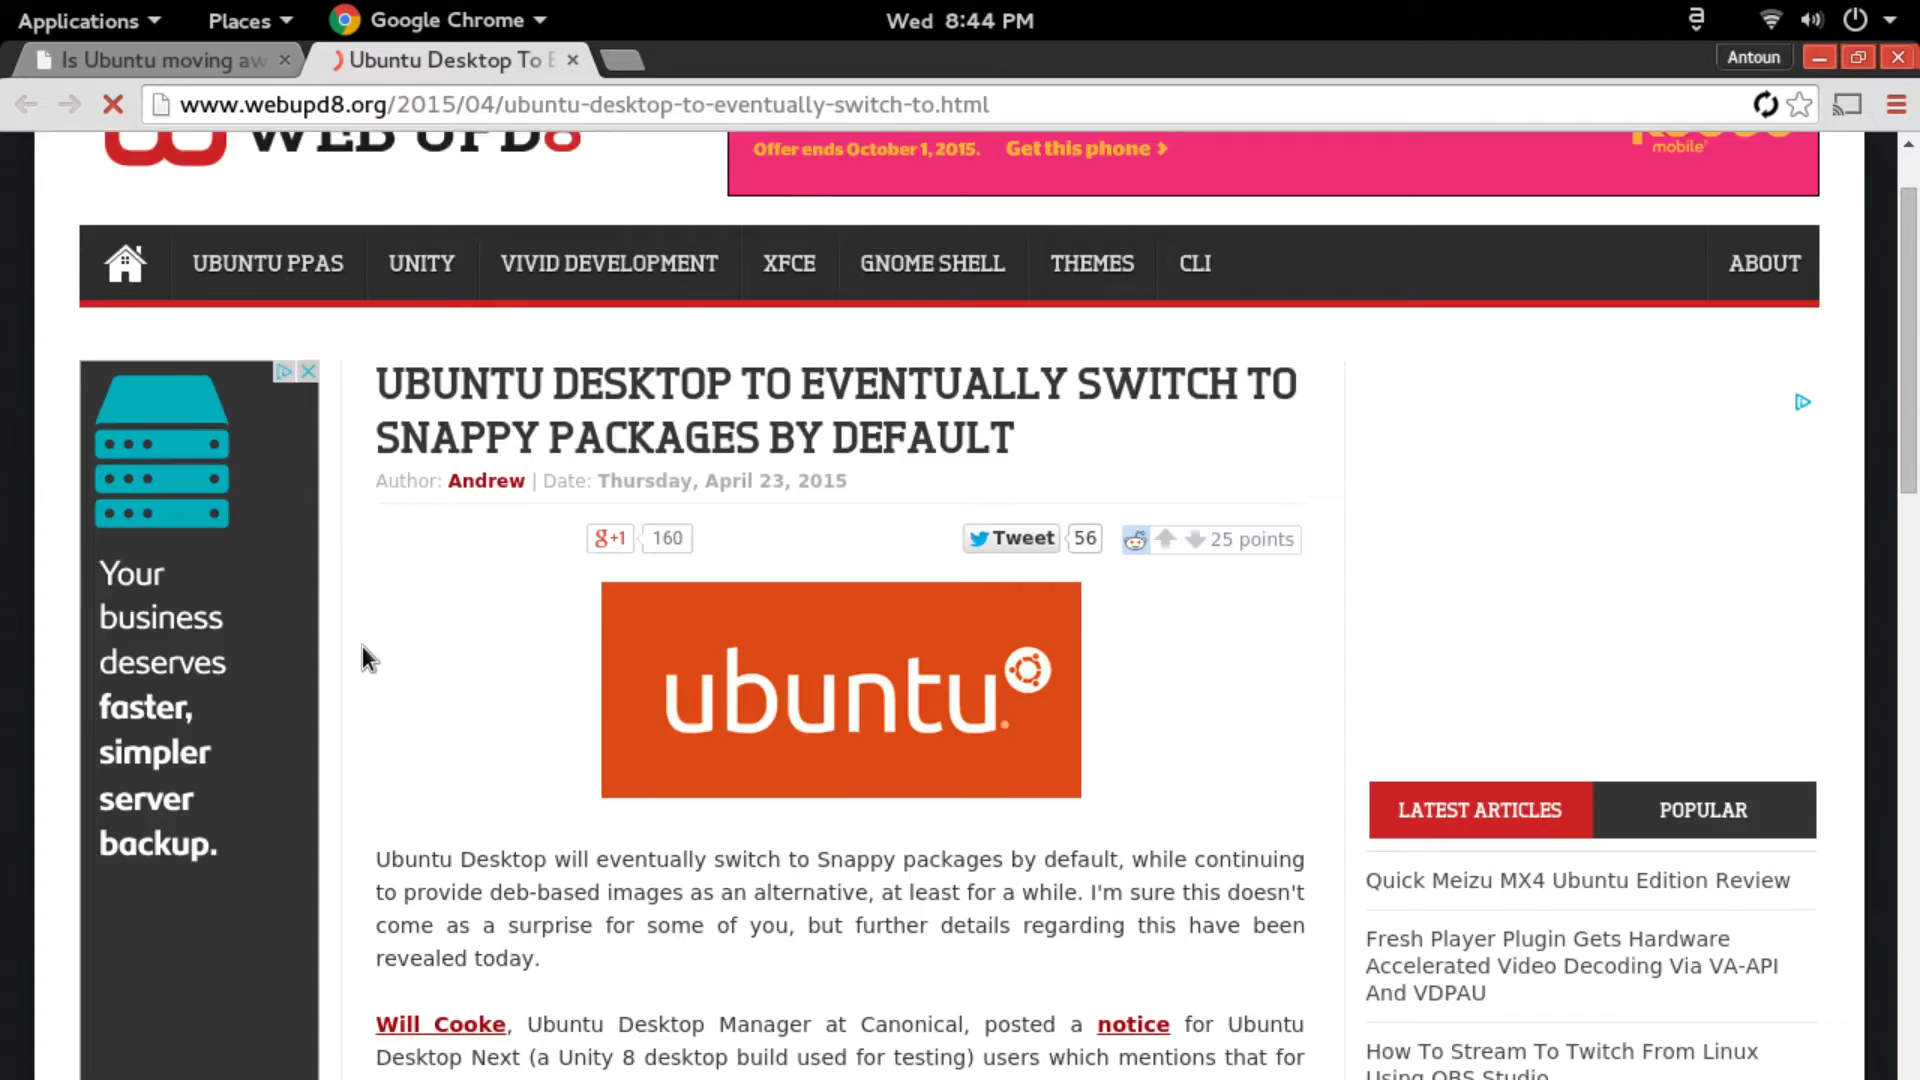 Applications Places Google Chrome Wed 8:44 PM
Is Ubuntu moving aw
Ubuntu Desktop To E
Antoun
www.webupd8.org/2015/04/ubuntu-desktop-to-eventually-switch-to.html
WEB UPD8
Offer ends October 1, 2015. Get this phone
mobile
UBUNTU PPAS UNITY VIVID DEVELOPMENT XFCE GNOME SHELL THEMES CLI ABOUT
Your
business
deserves
faster,
simpler
server
backup.
UBUNTU DESKTOP TO EVENTUALLY SWITCH TO
SNAPPY PACKAGES BY DEFAULT
Author: Andrew | Date: Thursday, April 23, 2015
g+1 160 Tweet 56 25 points
ubuntu
Ubuntu Desktop will eventually switch to Snappy packages by default, while continuing
to provide deb-based images as an alternative, at least for a while. I'm sure this doesn't
come as a surprise for some of you, but further details regarding this have been
revealed today.
Will Cooke, Ubuntu Desktop Manager at Canonical, posted a notice for Ubuntu
Desktop Next (a Unity 8 desktop build used for testing) users which mentions that for
LATEST ARTICLES POPULAR
Quick Meizu MX4 Ubuntu Edition Review
Fresh Player Plugin Gets Hardware
Accelerated Video Decoding Via VA-API
And VDPAU
How To Stream To Twitch From Linux
Using OBS Studio